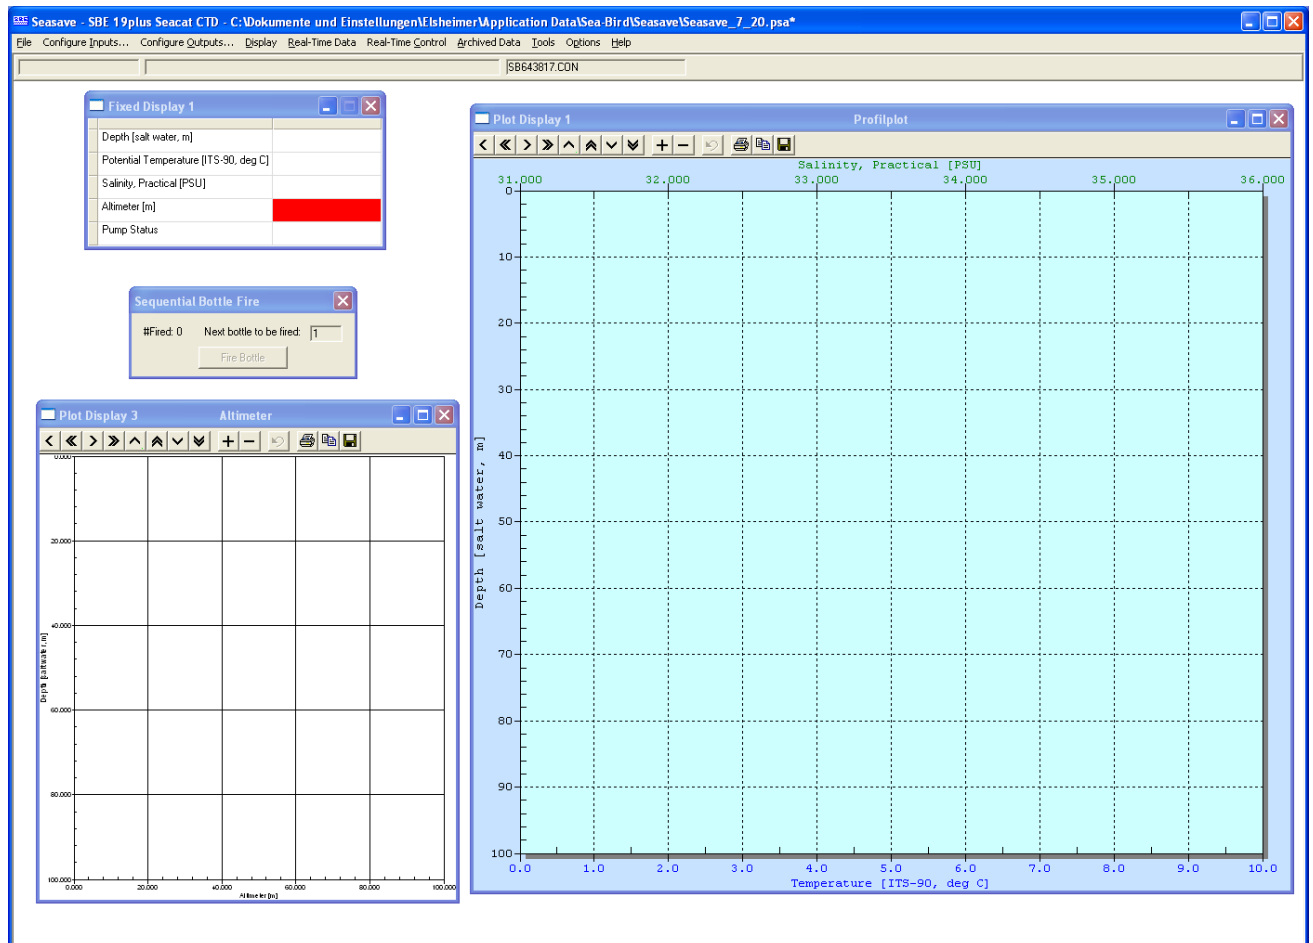 SBE Seasave - SBE 19plus Seacat CTD - C:\Dokumente und Einstellungen\Elsheimer\Application Data\Sea-Bird\Seasave\Seasave_7_20.psa*
File Configure Inputs... Configure Outputs... Display Real-Time Data Real-Time Control Archived Data Tools Options Help
SB643817.CON
Fixed Display 1
Depth [salt water, m]
Potential Temperature [ITS-90, deg C]
Salinity, Practical [PSU]
Altimeter [m]
Pump Status
Sequential Bottle Fire
#Fired: 0 Next bottle to be fired: 1
Fire Bottle
Plot Display 3 Altimeter
0.000
20.000
40.000
60.000
80.000
100.000
Depth [salt water, m]
0.000 20.000 40.000 60.000 80.000 100.000
Altimeter [m]
Plot Display 1 Profilplot
Salinity, Practical [PSU]
31.000 32.000 33.000 34.000 35.000 36.000
0
10
20
30
40
50
60
70
80
90
100
Depth [salt water, m]
0.0 1.0 2.0 3.0 4.0 5.0 6.0 7.0 8.0 9.0 10.0
Temperature [ITS-90, deg C]